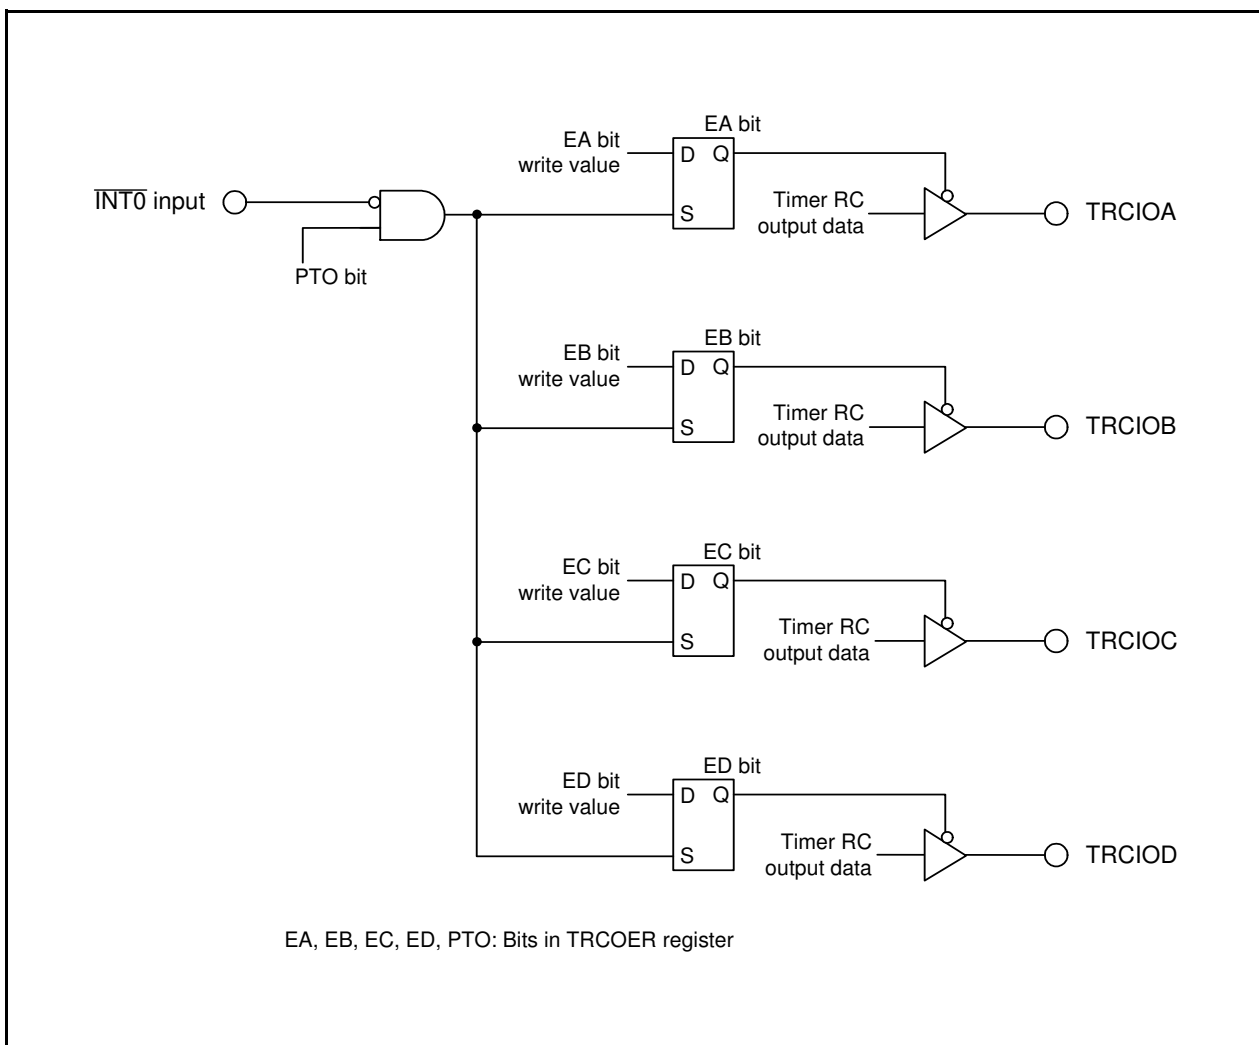 INT0 input
PTO bit
EA bit
write value
EA bit
D Q
S
Timer RC
output data
TRCIOA
EB bit
write value
EB bit
D Q
S
Timer RC
output data
TRCIOB
EC bit
write value
EC bit
D Q
S
Timer RC
output data
TRCIOC
ED bit
write value
ED bit
D Q
S
Timer RC
output data
TRCIOD
EA, EB, EC, ED, PTO: Bits in TRCOER register